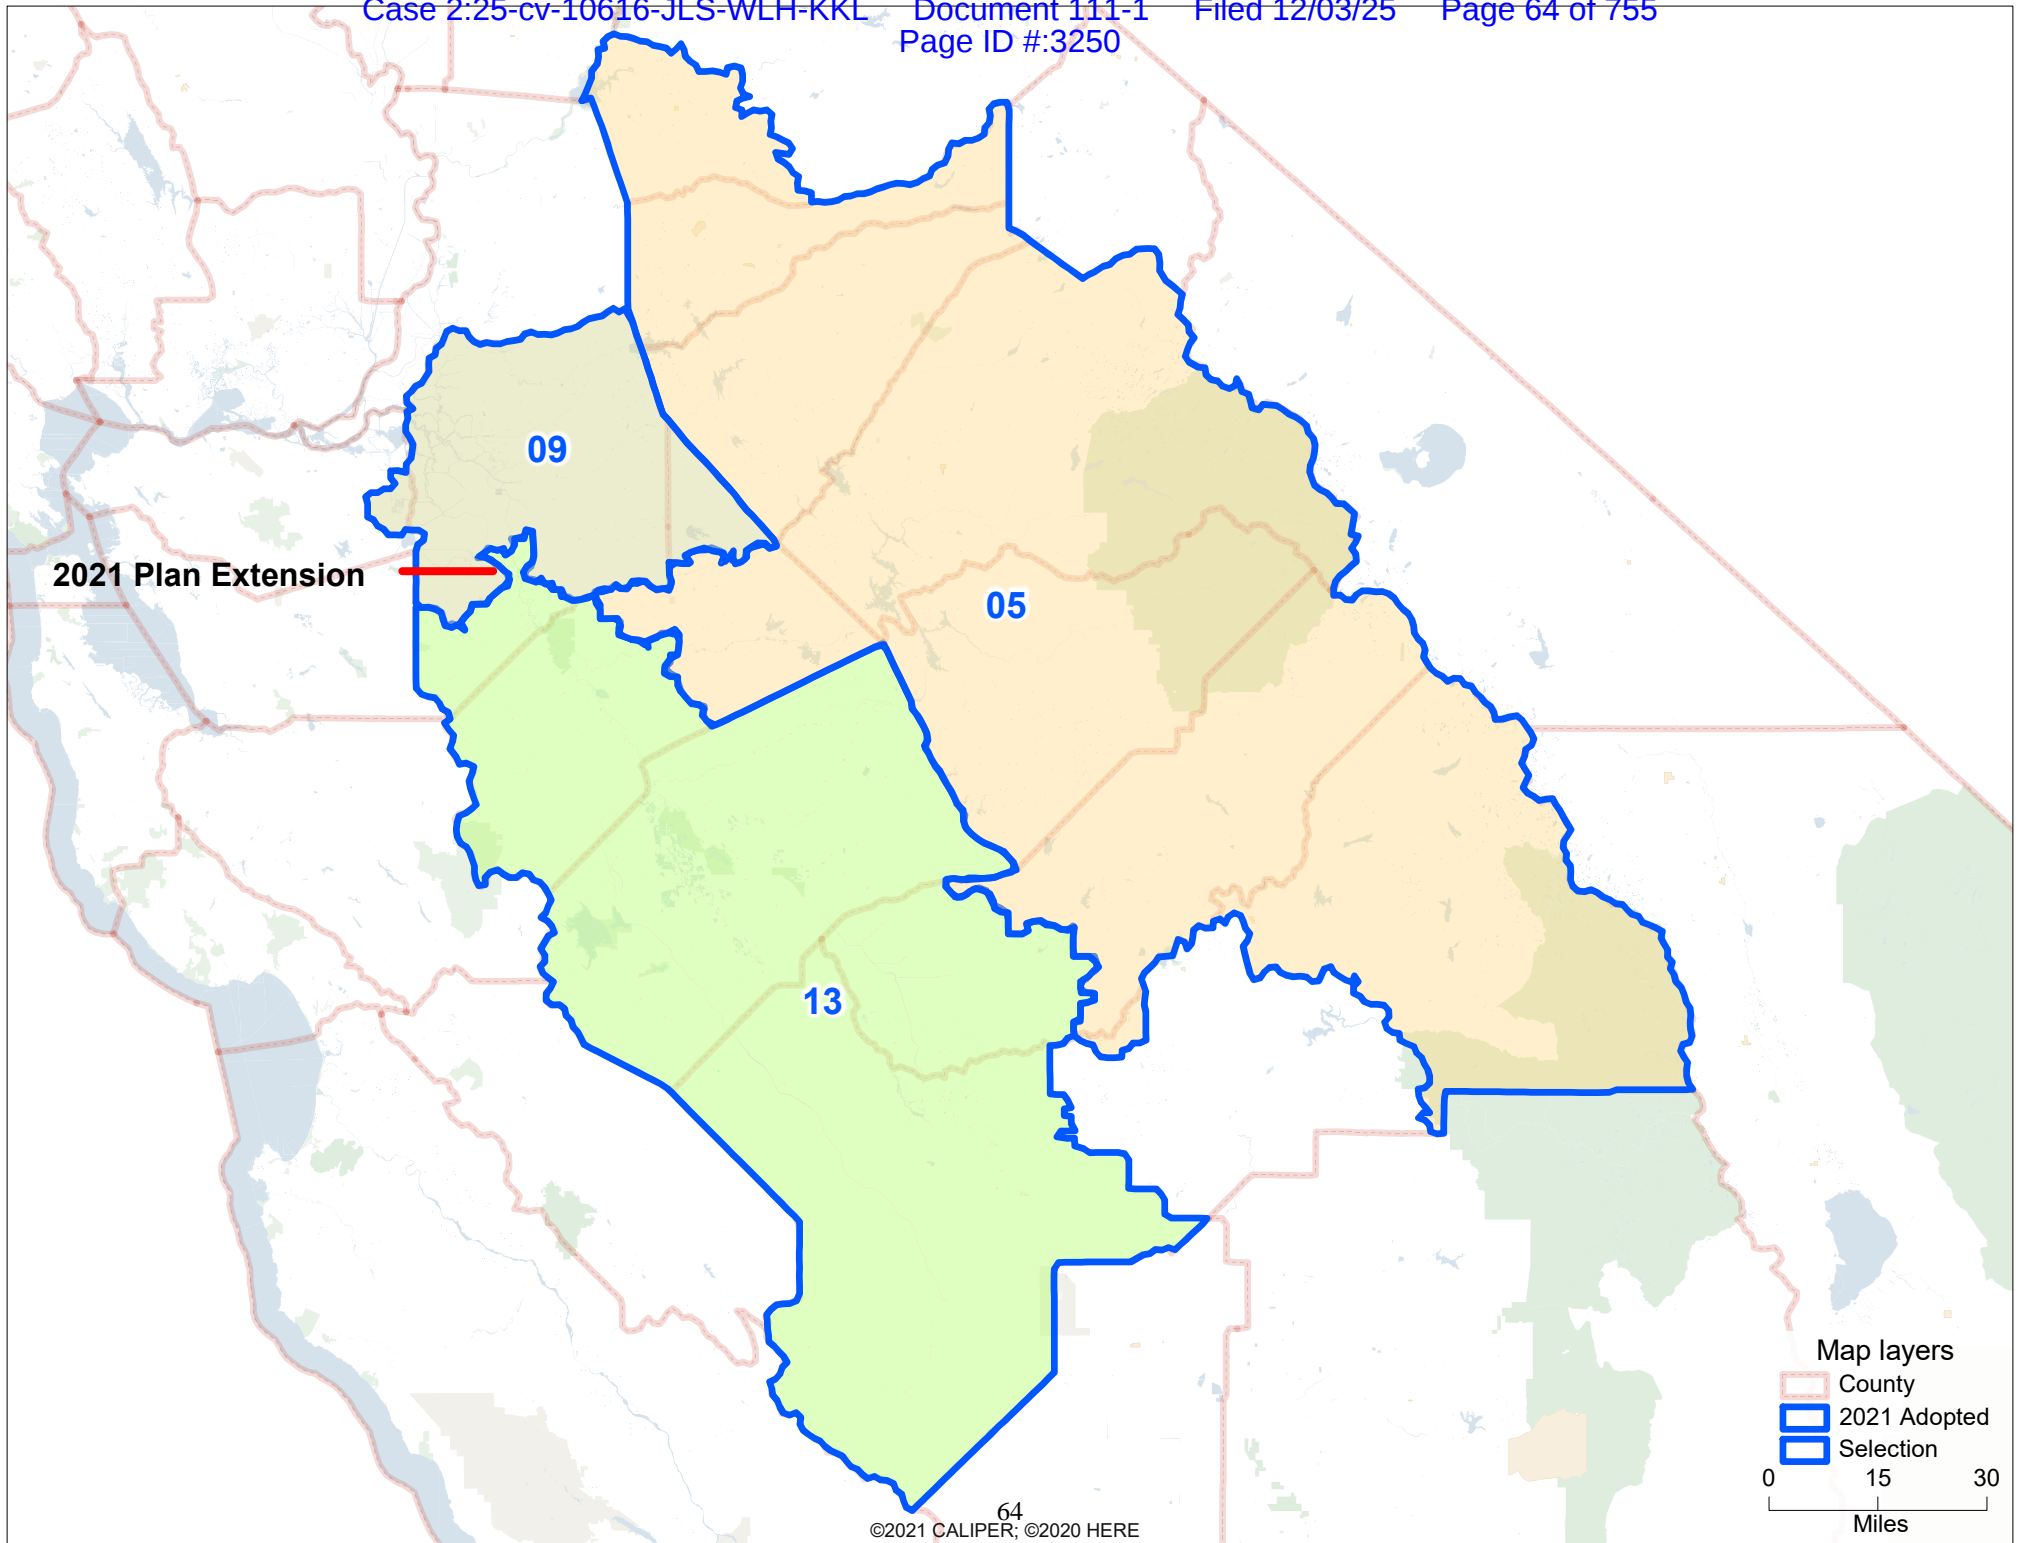 Case 2:25-cv-10616-JLS-WLH-KKL Document 111-1 Filed 12/03/25 Page 64 of 755
Page ID #:3250
09
2021 Plan Extension
05
13
Map layers
County
2021 Adopted
Selection
0 15 30
Miles
64
©2021 CALIPER; ©2020 HERE